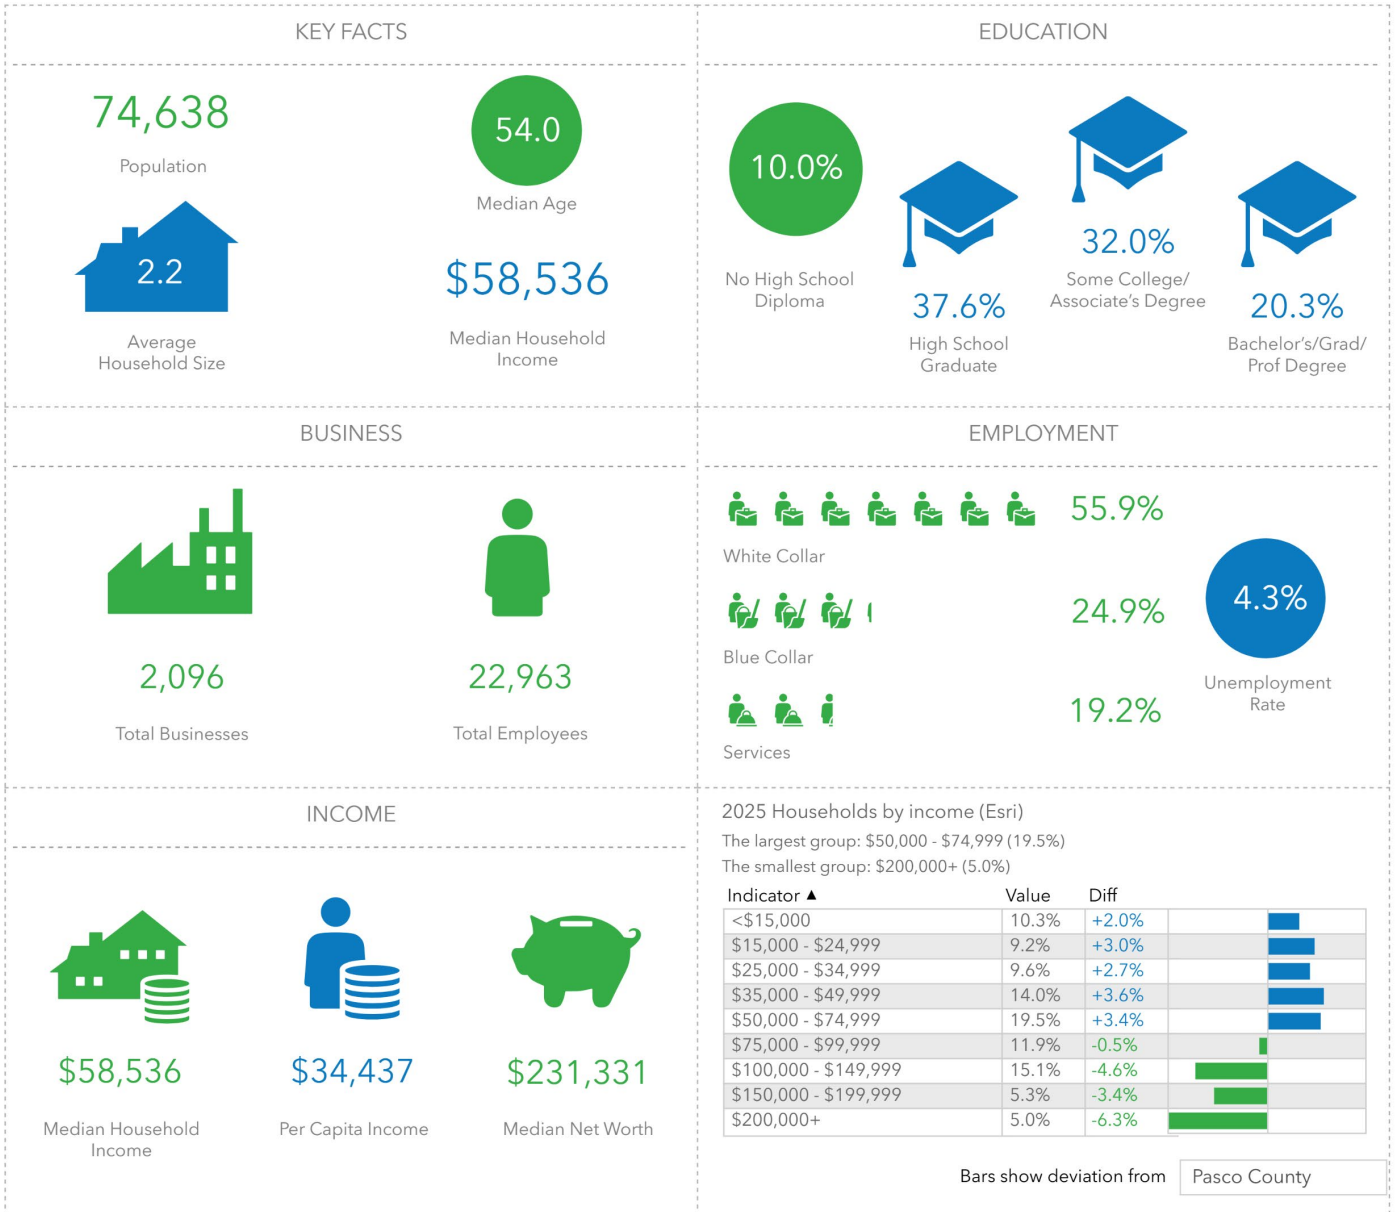 KEY FACTS
74,638
Population
54.0
Median Age
2.2
Average
Household Size
$58,536
Median Household
Income
EDUCATION
10.0%
No High School
Diploma
37.6%
High School
Graduate
32.0%
Some College/
Associate's Degree
20.3%
Bachelor's/Grad/
Prof Degree
BUSINESS
2,096
Total Businesses
22,963
Total Employees
EMPLOYMENT
55.9%
White Collar
24.9%
Blue Collar
19.2%
Services
4.3%
Unemployment
Rate
INCOME
$58,536
Median Household
Income
$34,437
Per Capita Income
$231,331
Median Net Worth
2025 Households by income (Esri)
The largest group: $50,000 - $74,999 (19.5%)
The smallest group: $200,000+ (5.0%)
Indicator ▲ Value Diff
<$15,000 10.3% +2.0%
$15,000 - $24,999 9.2% +3.0%
$25,000 - $34,999 9.6% +2.7%
$35,000 - $49,999 14.0% +3.6%
$50,000 - $74,999 19.5% +3.4%
$75,000 - $99,999 11.9% -0.5%
$100,000 - $149,999 15.1% -4.6%
$150,000 - $199,999 5.3% -3.4%
$200,000+ 5.0% -6.3%
Bars show deviation from Pasco County